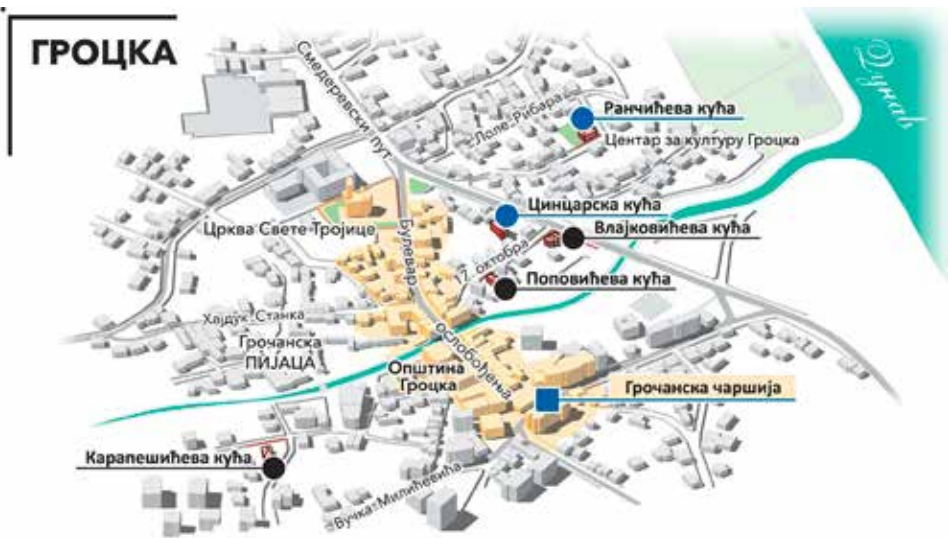 ГРОЦКА
Смедеревски пут
Лоле Рибара
Ранчићева кућа
Центар за културу Гроцка
Дунав
Цинцарска кућа
Влајковићева кућа
Црква Свете Тројице
Булевар
17. октобра
Поповићева кућа
Хајдук Станка
Грочанска
ПИЈАЦА
ослобођења
Општина
Гроцка
Грочанска чаршија
Карапешићева кућа
Вучка Милићевића